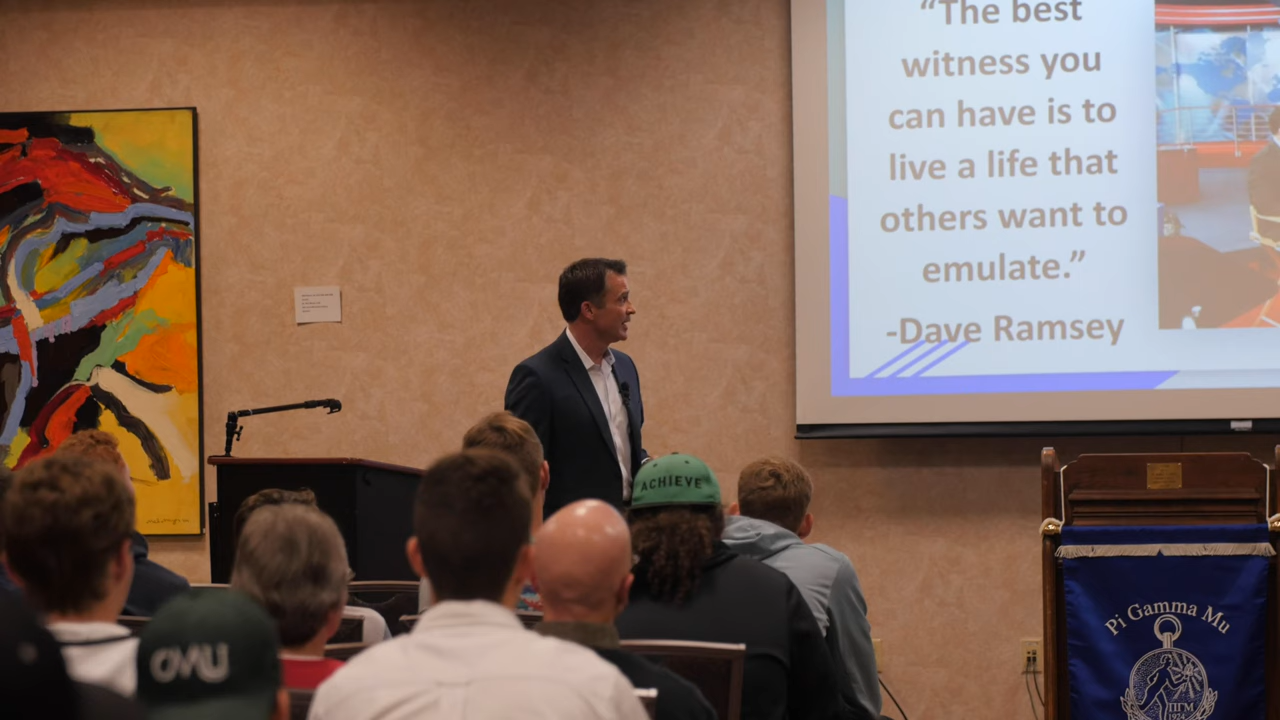 “The best
witness you
can have is to
live a life that
others want to
emulate.”
-Dave Ramsey
ACHIEVE
OVU
Pi Gamma Mu
ΠΓΜ